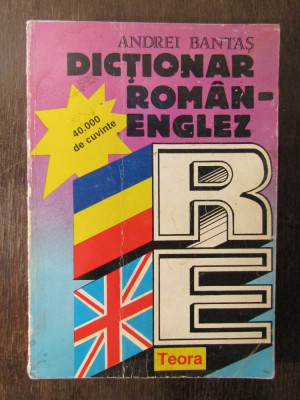 ANDREI BANTAȘ
DICȚIONAR
ROMÂN-
ENGLEZ
40.000
de cuvinte
R
E
Teora